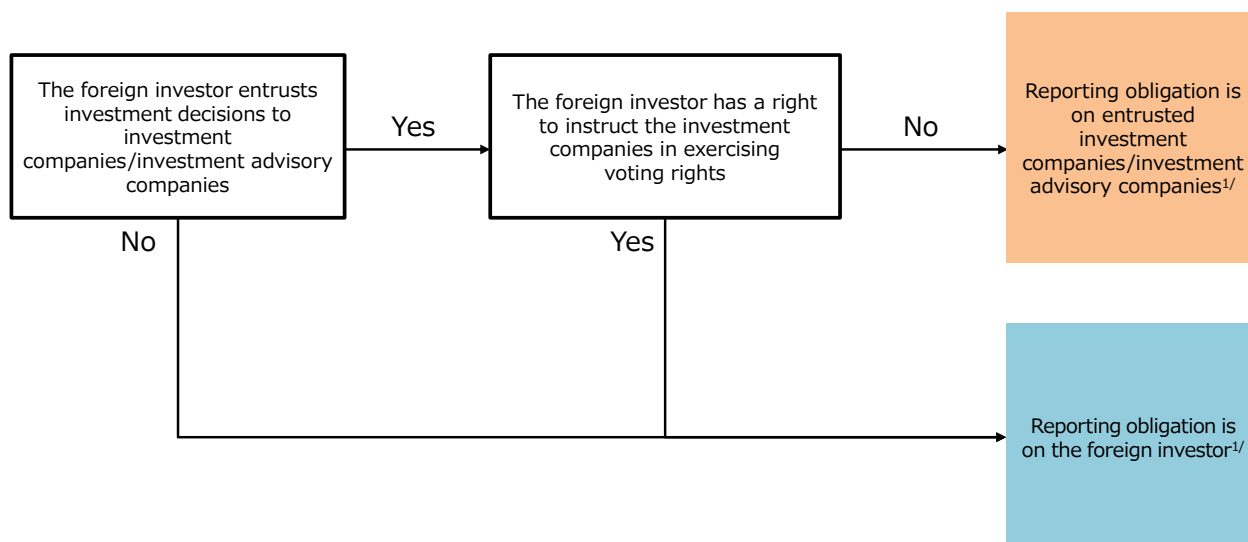 The foreign investor entrusts
investment decisions to
investment
companies/investment advisory
companies
Yes
The foreign investor has a right
to instruct the investment
companies in exercising
voting rights
No
Reporting obligation is
on entrusted
investment
companies/investment
advisory companies1/
No
Yes
Reporting obligation is
on the foreign investor1/